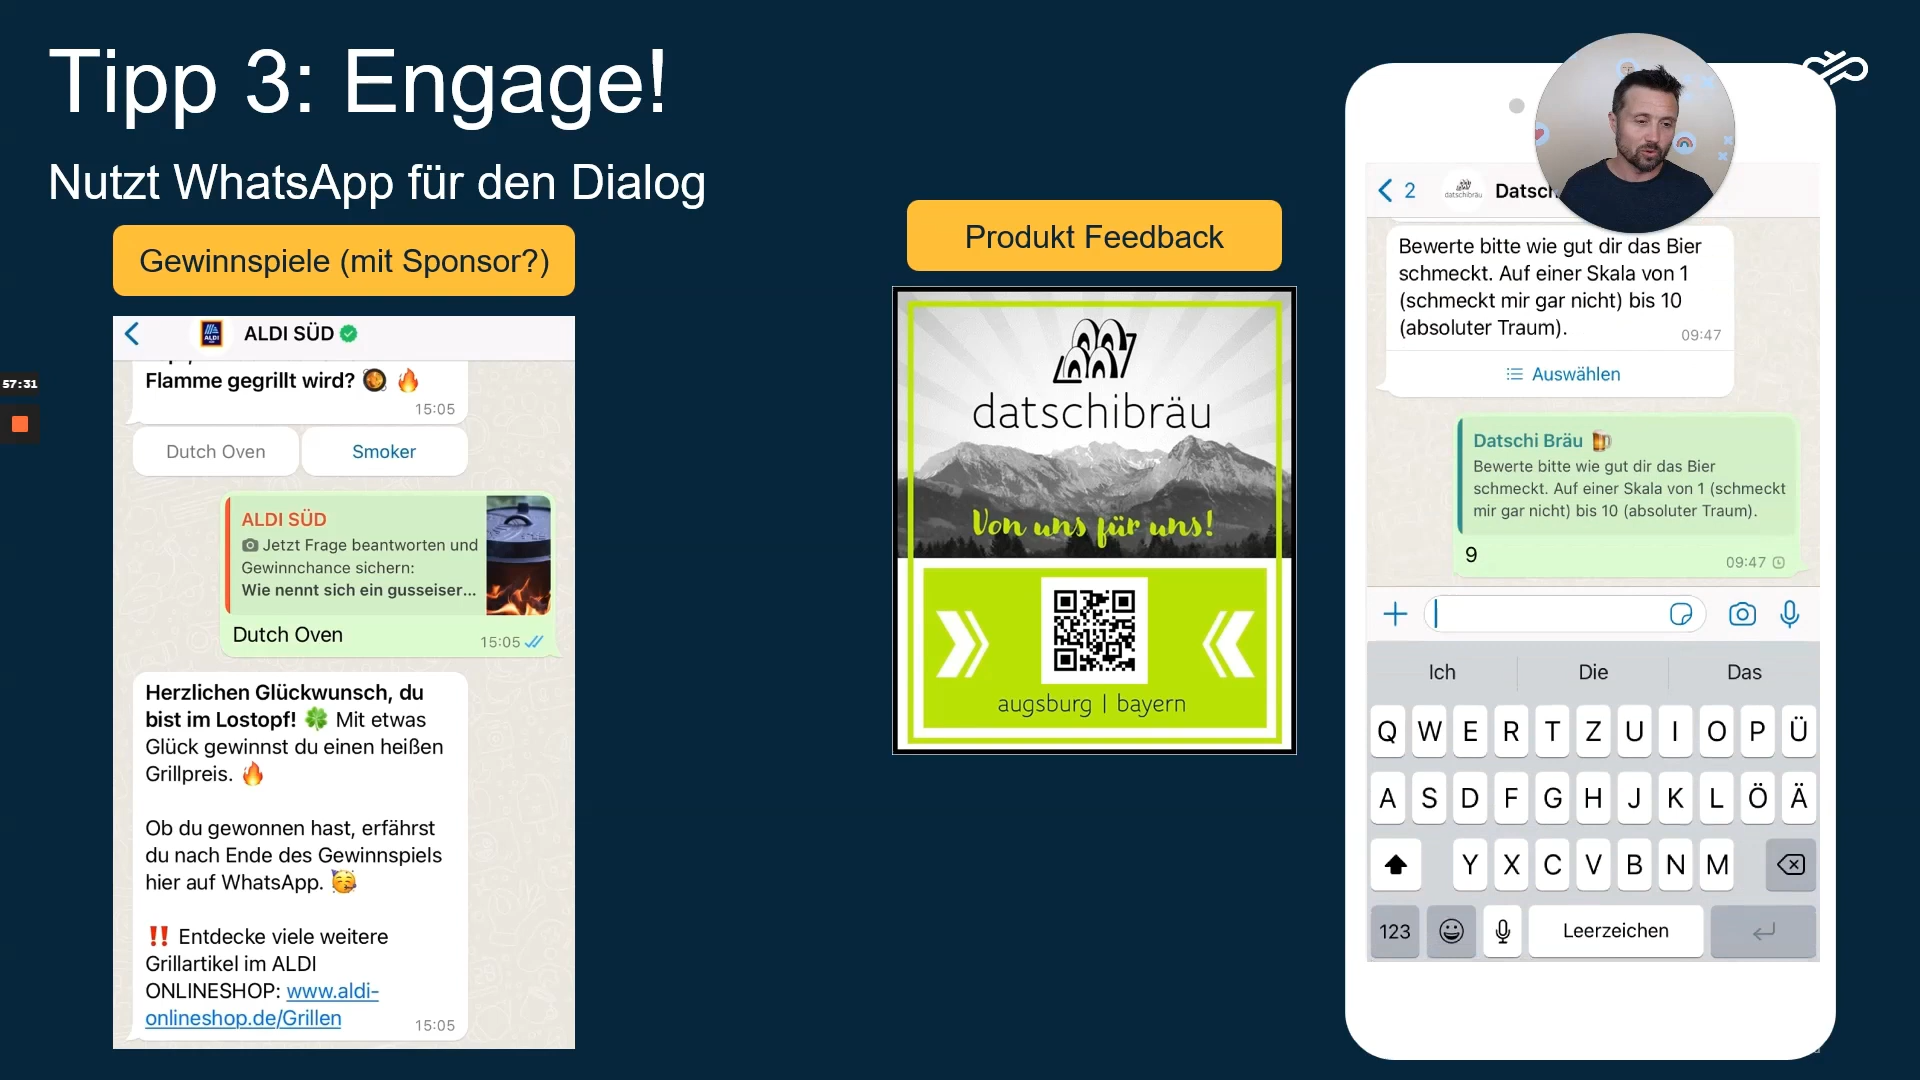 Tipp 3: Engage!
Nutzt WhatsApp für den Dialog
Gewinnspiele (mit Sponsor?)
ALDI SÜD
Flamme gegrillt wird? 🥘 🔥
15:05
Dutch Oven
Smoker
ALDI SÜD
Jetzt Frage beantworten und
Gewinnchance sichern:
Wie nennt sich ein gusseiser...
Dutch Oven
15:05
Herzlichen Glückwunsch, du
bist im Lostopf! 🍀 Mit etwas
Glück gewinnst du einen heißen
Grillpreis. 🔥
Ob du gewonnen hast, erfährst
du nach Ende des Gewinnspiels
hier auf WhatsApp. 🥳
‼️ Entdecke viele weitere
Grillartikel im ALDI
ONLINESHOP: www.aldi-
onlineshop.de/Grillen
15:05
57:31
Produkt Feedback
datschibräu
Von uns für uns!
augsburg | bayern
2
datschibräu
Bewerte bitte wie gut dir das Bier
schmeckt. Auf einer Skala von 1
(schmeckt mir gar nicht) bis 10
(absoluter Traum).
09:47
Auswählen
Datschi Bräu 🍺
Bewerte bitte wie gut dir das Bier
schmeckt. Auf einer Skala von 1 (schmeckt
mir gar nicht) bis 10 (absoluter Traum).
9
09:47
Ich Die Das
Q W E R T Z U I O P Ü
A S D F G H J K L Ö Ä
Y X C V B N M
123 Leerzeichen